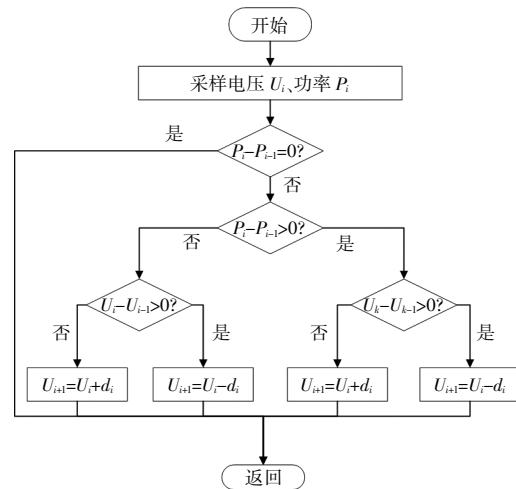 开始
采样电压 Uᵢ、功率 Pᵢ
是
Pᵢ−Pᵢ₋₁=0?
否
Pᵢ−Pᵢ₋₁>0?
否
是
Uᵢ−Uᵢ₋₁>0?
Uₖ−Uₖ₋₁>0?
否
是
否
是
Uᵢ₊₁=Uᵢ+dᵢ
Uᵢ₊₁=Uᵢ−dᵢ
Uᵢ₊₁=Uᵢ+dᵢ
Uᵢ₊₁=Uᵢ−dᵢ
返回